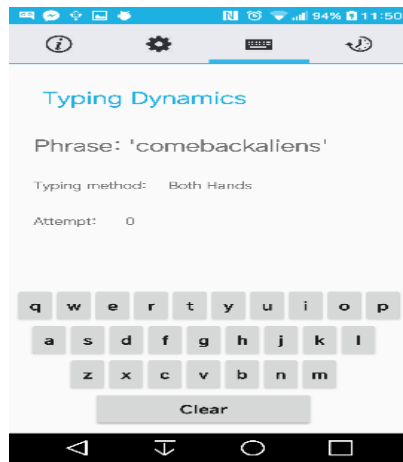 94% 11:50
Typing Dynamics
Phrase: 'comebackaliens'
Typing method: Both Hands
Attempt: 0
q w e r t y u i o p
a s d f g h j k l
z x c v b n m
Clear